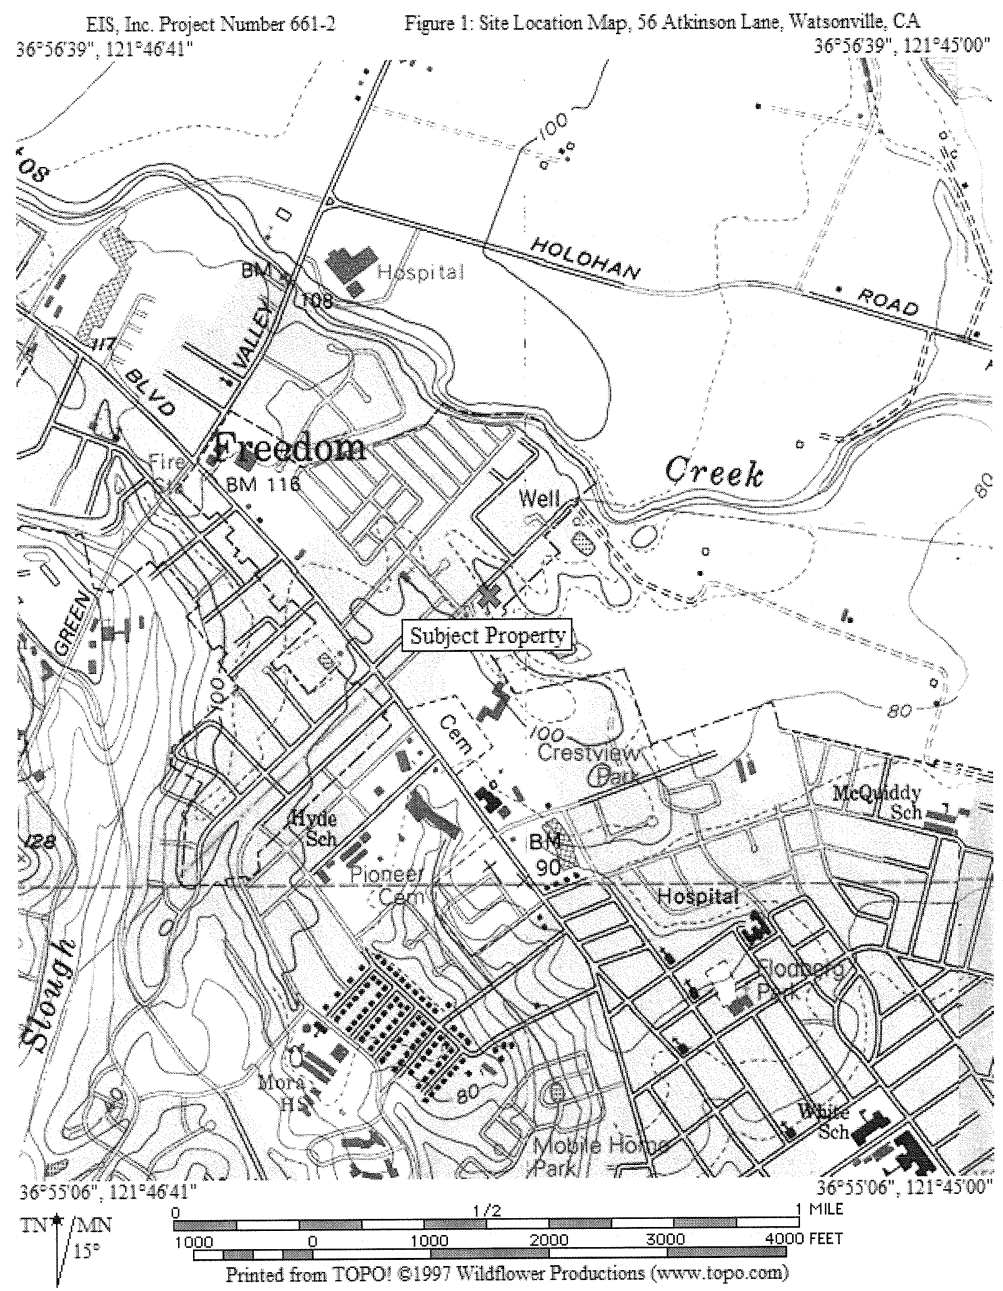 EIS, Inc. Project Number 661-2
Figure 1: Site Location Map, 56 Atkinson Lane, Watsonville, CA
36°56'39", 121°46'41"
36°56'39", 121°45'00"
100
HOLOHAN
ROAD
BM
108
Hospital
VALLEY
117
BLVD
Freedom
Fire
Sta
BM 116
Creek
80
Well
GREEN
Subject Property
100
80
Cem
100
Crestview
Park
McQuiddy
Sch
Hyde
Sch
128
BM
90
Pioneer
Cem
Hospital
Slough
Flodberg
Park
Mora
HS
80
White
Sch
Mobile Home
Park
36°55'06", 121°46'41"
36°55'06", 121°45'00"
TN MN
15°
0 1/2 1 MILE
1000 0 1000 2000 3000 4000 FEET
Printed from TOPO! ©1997 Wildflower Productions (www.topo.com)